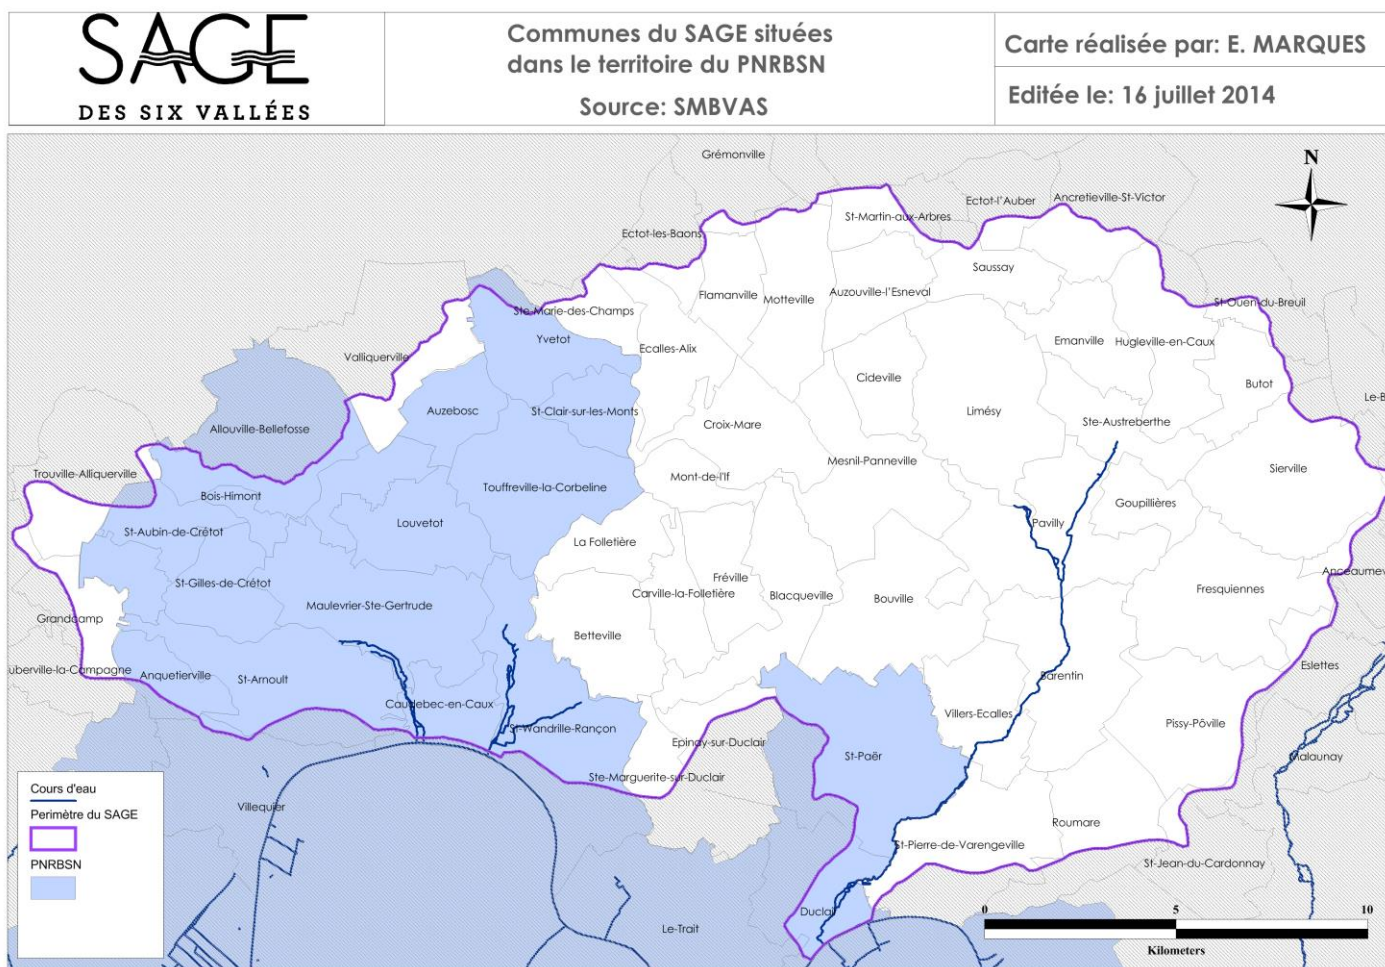 SAGE
DES SIX VALLÉES
Communes du SAGE situées
dans le territoire du PNRBSN
Source: SMBVAS
Carte réalisée par: E. MARQUES
Editée le: 16 juillet 2014
Grémonville
N
Ectot-l'Auber
Ancretieville-St-Victor
St-Martin-aux-Arbres
Ectot-les-Baons
Saussay
Flamanville
Motteville
Auzouville-l'Esneval
St-Ouen-du-Breuil
Ste-Marie-des-Champs
Yvetot
Ecalles-Alix
Emanville
Hugleville-en-Caux
Valliquerville
Cideville
Butot
Le-B
Auzebosc
St-Clair-sur-les-Monts
Limésy
Croix-Mare
Ste-Austreberthe
Allouville-Bellefosse
Mesnil-Panneville
Sierville
Trouville-Alliquerville
Mont-de-l'If
Touffreville-la-Corbeline
Bois-Himont
Goupillières
Louvetot
Pavilly
St-Aubin-de-Crétot
La Folletière
Anceaumev
St-Gilles-de-Crétot
Fréville
Carville-la-Folletière
Blacqueville
Bouville
Fresquiennes
Maulevrier-Ste-Gertrude
Grandcamp
Betteville
uberville-la-Campagne
Anquetierville
St-Arnoult
Eslettes
Barentin
Caudebec-en-Caux
Villers-Ecalles
St-Wandrille-Rançon
Pissy-Pôville
Epinay-sur-Duclair
St-Paër
Malaunay
Ste-Marguerite-sur-Duclair
Villequier
Roumare
St-Pierre-de-Varengeville
St-Jean-du-Cardonnay
Duclair
Le-Trait
Cours d'eau
Perimètre du SAGE
PNRBSN
0 5 10
Kilometers